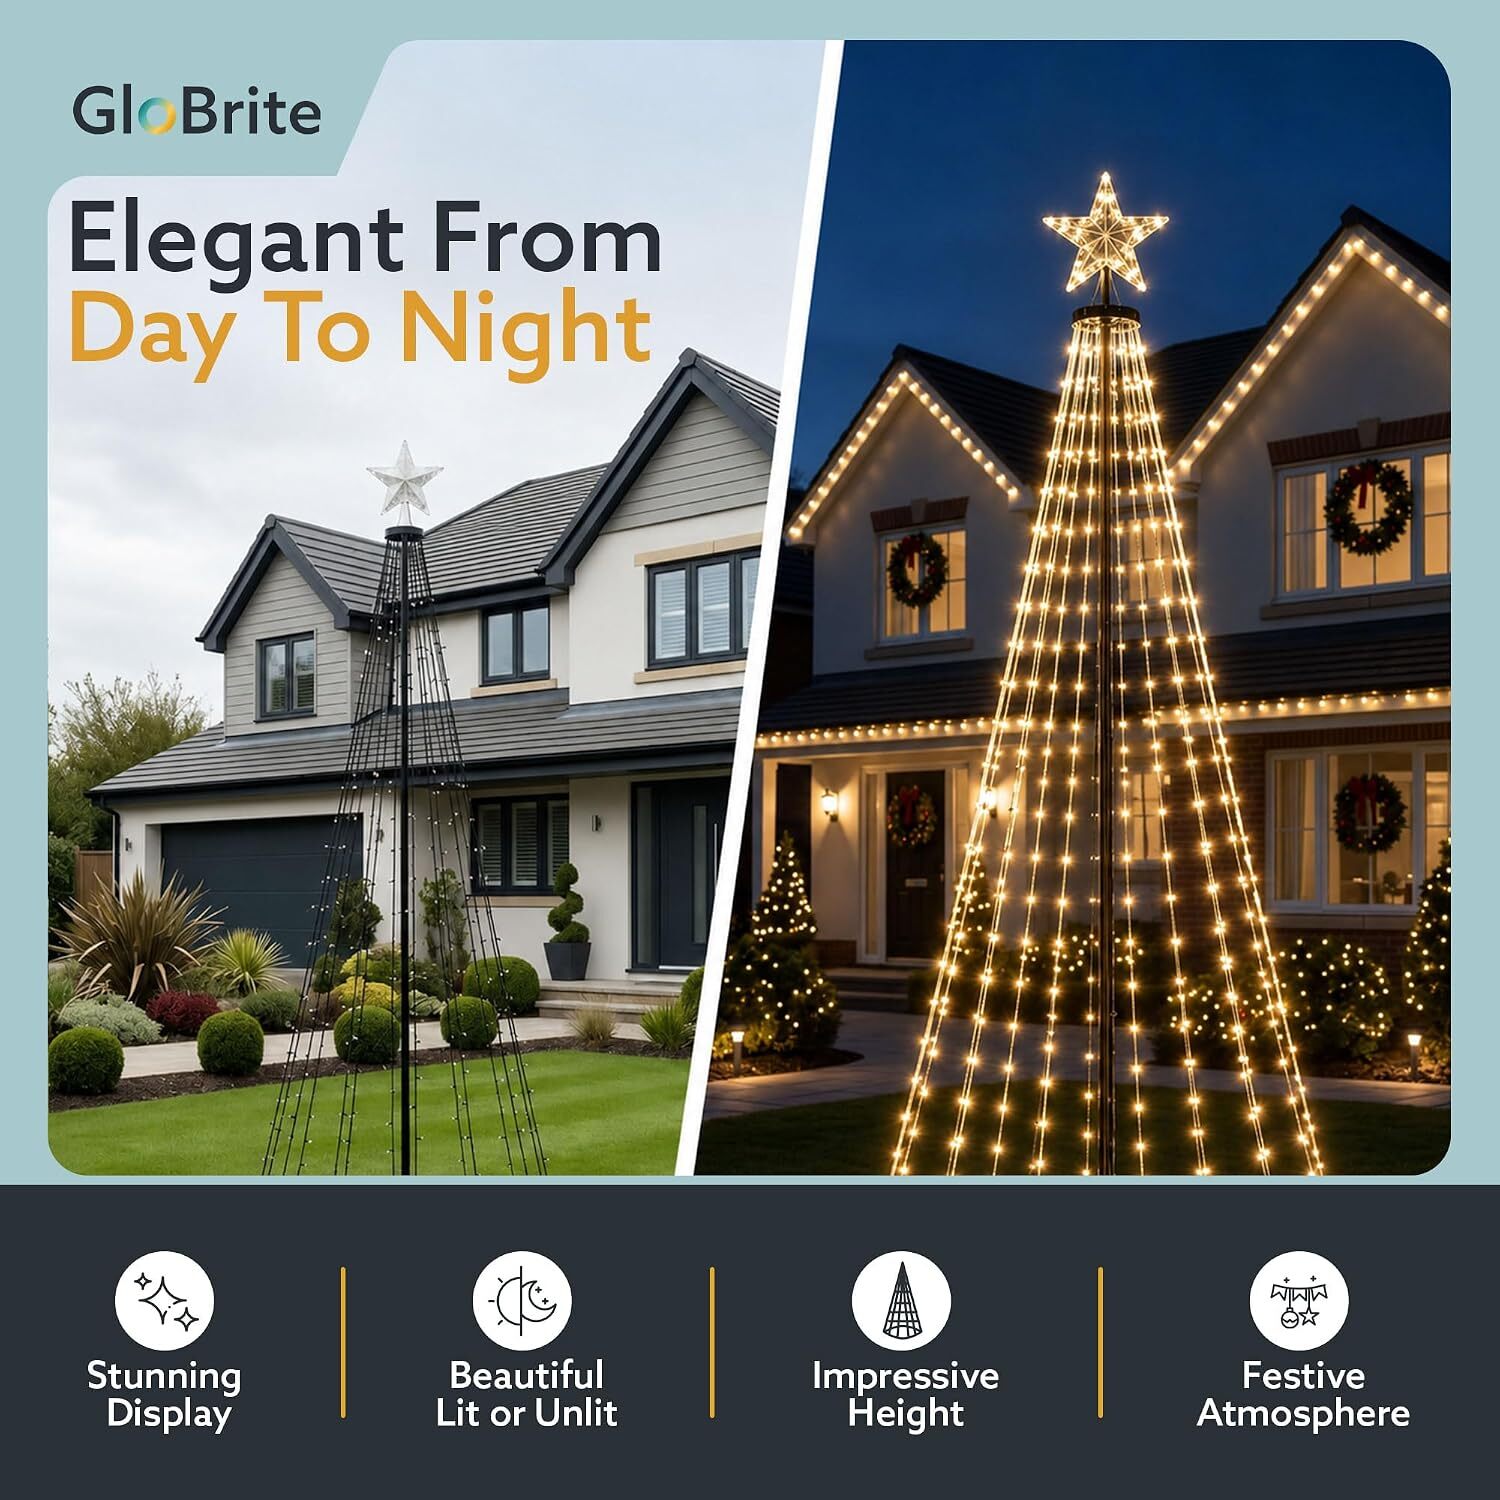 GloBrite
Elegant From
Day To Night
Stunning
Display
Beautiful
Lit or Unlit
Impressive
Height
Festive
Atmosphere